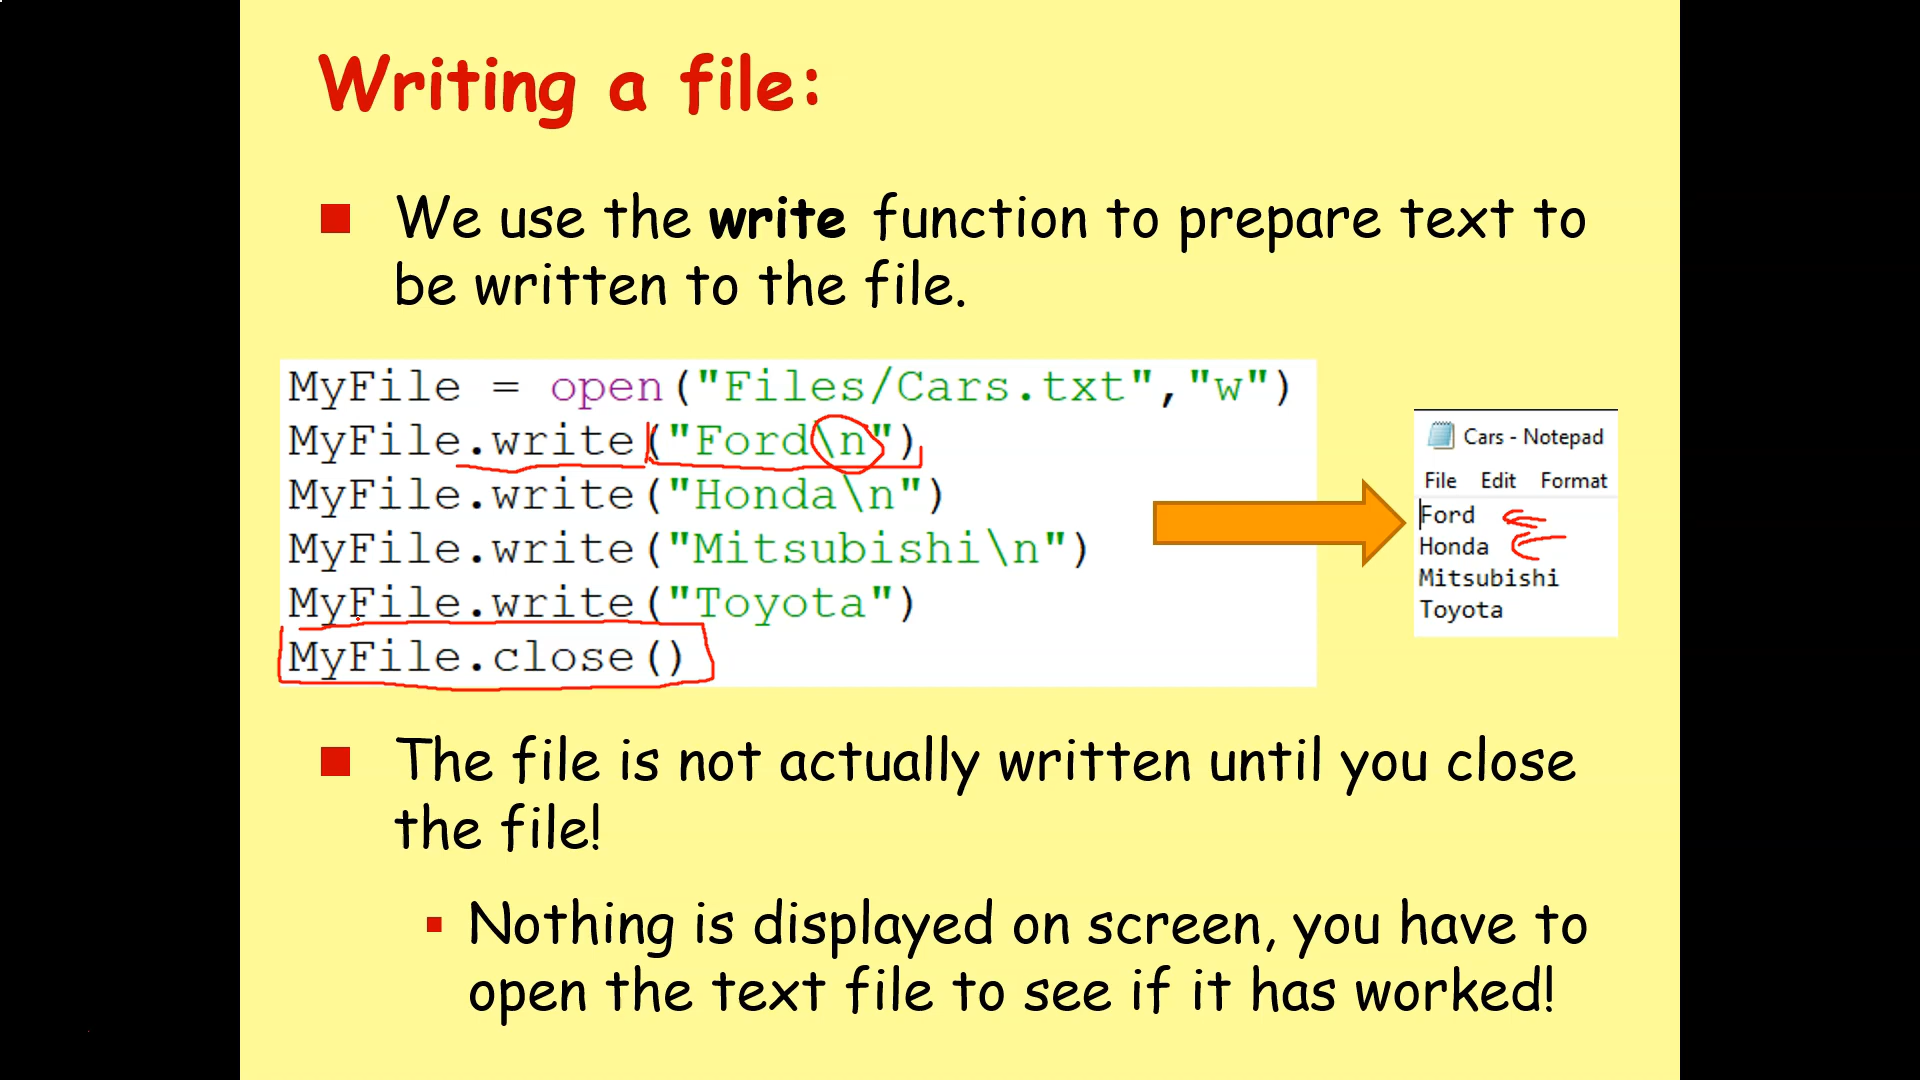 Writing a file:
We use the write function to prepare text to
be written to the file.
MyFile = open("Files/Cars.txt","w")
MyFile.write("Ford\n")
MyFile.write("Honda\n")
MyFile.write("Mitsubishi\n")
MyFile.write("Toyota")
MyFile.close()
Cars - Notepad
File Edit Format
Ford
Honda
Mitsubishi
Toyota
The file is not actually written until you close
the file!
Nothing is displayed on screen, you have to
open the text file to see if it has worked!